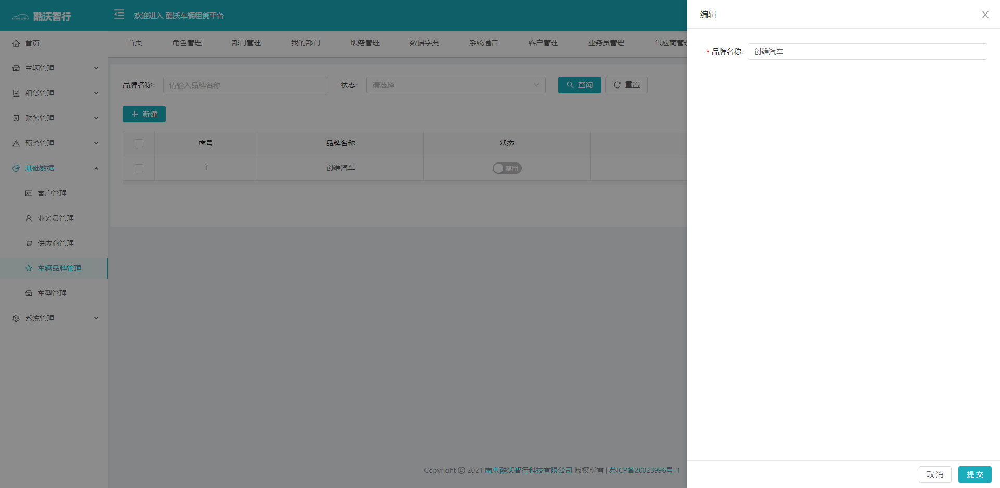 COOLWELL 酷沃智行
欢迎进入 酷沃车辆租赁平台
首页
车辆管理
租赁管理
财务管理
预警管理
基础数据
客户管理
业务员管理
供应商管理
车辆品牌管理
车型管理
系统管理
首页 角色管理 部门管理 我的部门 职务管理 数据字典 系统通告 客户管理 业务员管理 供应商管理
品牌名称： 请输入品牌名称 状态： 请选择 查询 重置
新建
序号 品牌名称 状态
1 创维汽车 禁用
Copyright © 2021 南京酷沃智行科技有限公司 版权所有 | 苏ICP备20023996号-1
编辑
* 品牌名称： 创维汽车
取 消 提 交